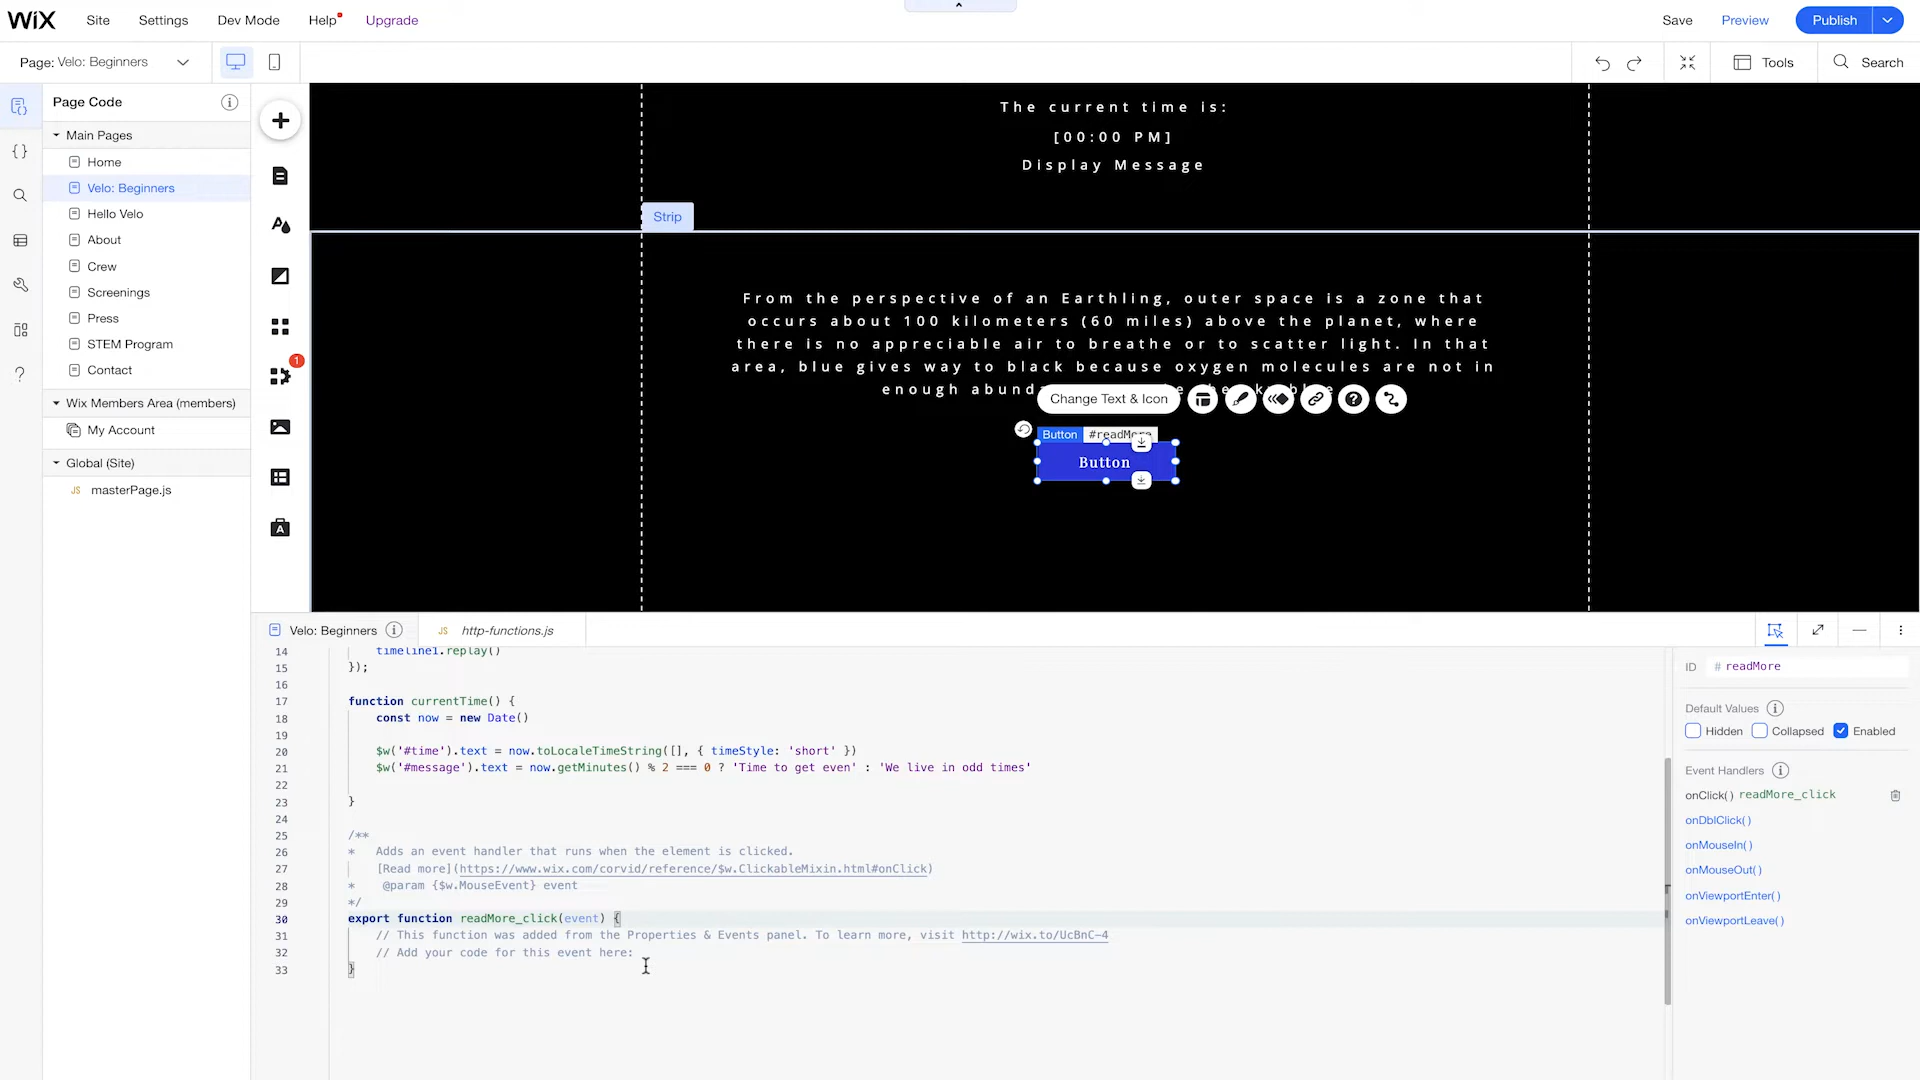 WiX Site Settings Dev Mode Help Upgrade Save Preview Publish
Page: Velo: Beginners Tools Search
Page Code
Main Pages
Home
Velo: Beginners
Hello Velo
About
Crew
Screenings
Press
STEM Program
Contact
Wix Members Area (members)
My Account
Global (Site)
JS masterPage.js
1
The current time is:
[00:00 PM]
Display Message
Strip
From the perspective of an Earthling, outer space is a zone that
occurs about 100 kilometers (60 miles) above the planet, where
there is no appreciable air to breathe or to scatter light. In that
area, blue gives way to black because oxygen molecules are not in
enough
Change Text & Icon
Button #readMore
Button
Velo: Beginners JS http-functions.js
14 timeline1.replay()
15 });
16
17 function currentTime() {
18 const now = new Date()
19
20 $w('#time').text = now.toLocaleTimeString([], { timeStyle: 'short' })
21 $w('#message').text = now.getMinutes() % 2 === 0 ? 'Time to get even' : 'We live in odd times'
22
23 }
24
25 /**
26 * Adds an event handler that runs when the element is clicked.
27 [Read more](https://www.wix.com/corvid/reference/$w.ClickableMixin.html#onClick)
28 * @param {$w.MouseEvent} event
29 */
30 export function readMore_click(event) {
31 // This function was added from the Properties & Events panel. To learn more, visit http://wix.to/UcBnC-4
32 // Add your code for this event here:
33 }
ID # readMore
Default Values
Hidden Collapsed Enabled
Event Handlers
onClick() readMore_click
onDblClick()
onMouseIn()
onMouseOut()
onViewportEnter()
onViewportLeave()